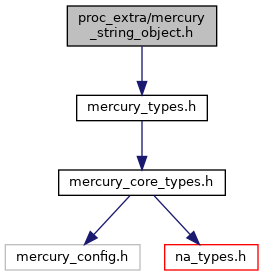 proc_extra/mercury
_string_object.h
mercury_types.h
mercury_core_types.h
mercury_config.h
na_types.h